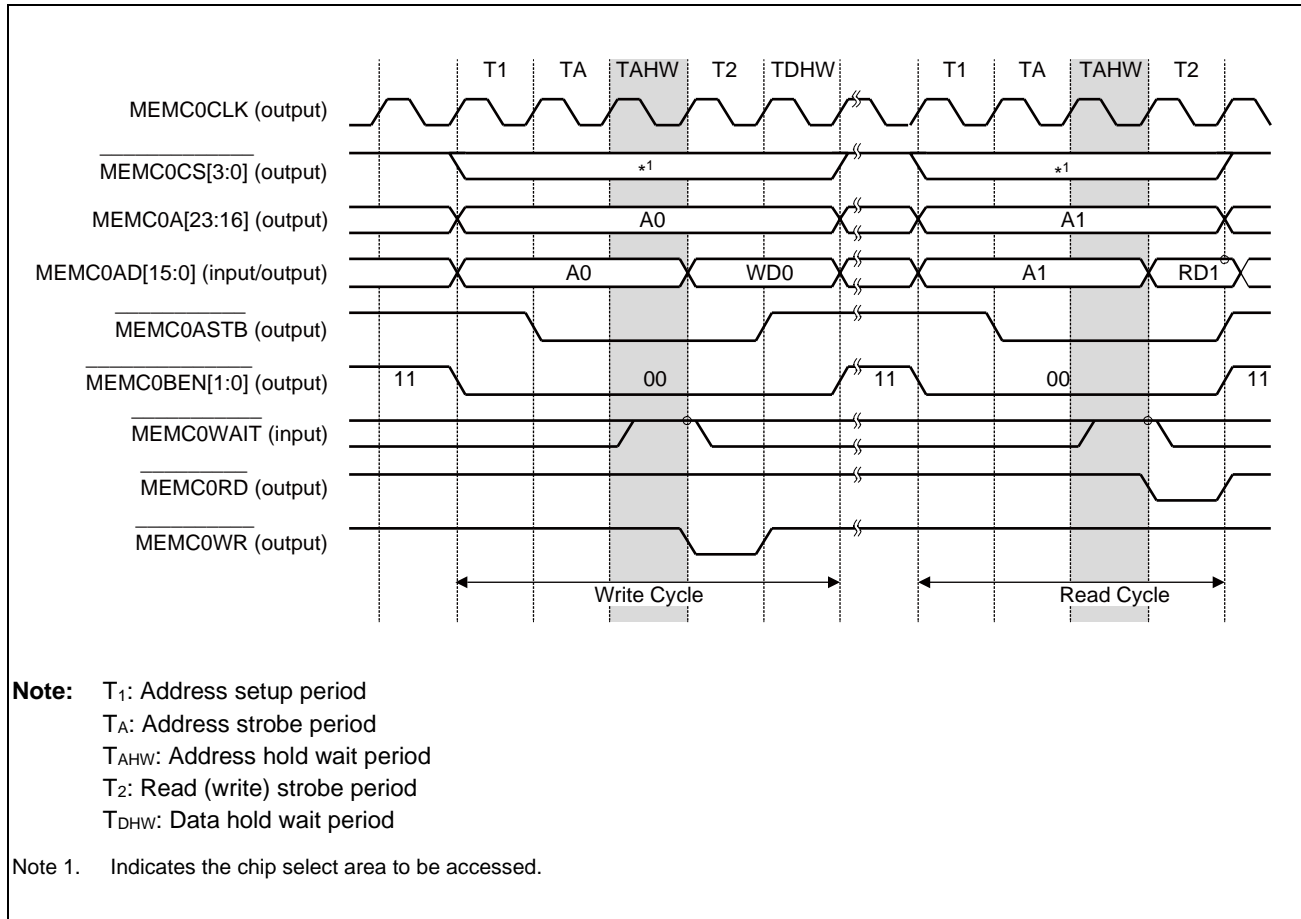 T1 TA TAHW T2 TDHW T1 TA TAHW T2
MEMC0CLK (output)
MEMC0CS[3:0] (output) *1 *1
MEMC0A[23:16] (output) A0 A1
MEMC0AD[15:0] (input/output) A0 WD0 A1 RD1
MEMC0ASTB (output)
MEMC0BEN[1:0] (output) 11 00 11 00 11
MEMC0WAIT (input)
MEMC0RD (output)
MEMC0WR (output)
Write Cycle Read Cycle
Note: T1: Address setup period
TA: Address strobe period
TAHW: Address hold wait period
T2: Read (write) strobe period
TDHW: Data hold wait period
Note 1. Indicates the chip select area to be accessed.